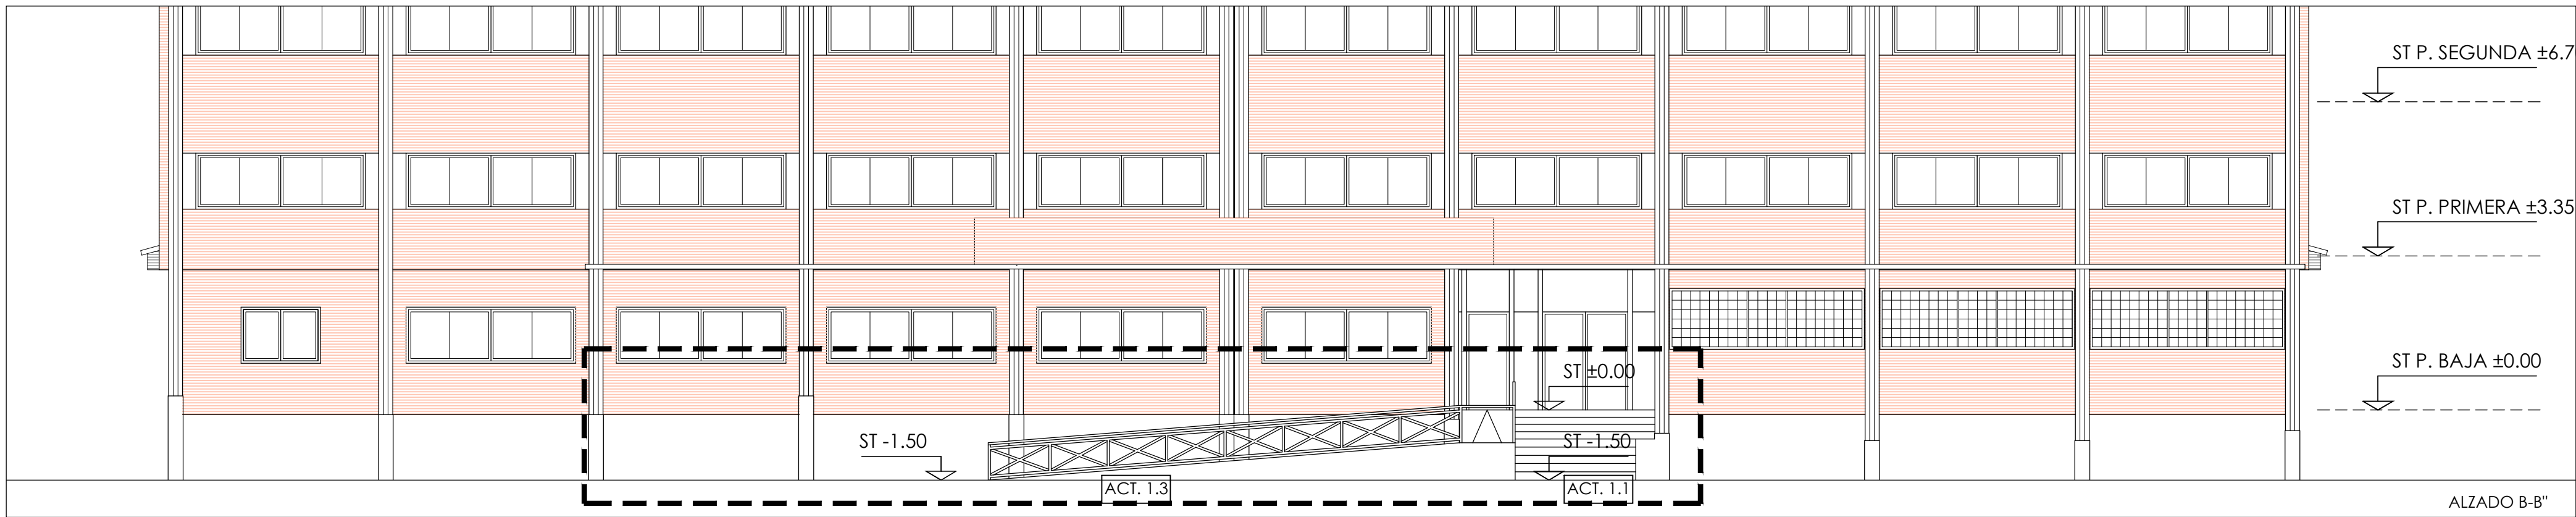 ST P. SEGUNDA ±6.7
ST P. PRIMERA ±3.35
ST P. BAJA ±0.00
ST ±0.00
ST -1.50
ST -1.50
ACT. 1.3
ACT. 1.1
ALZADO B-B"